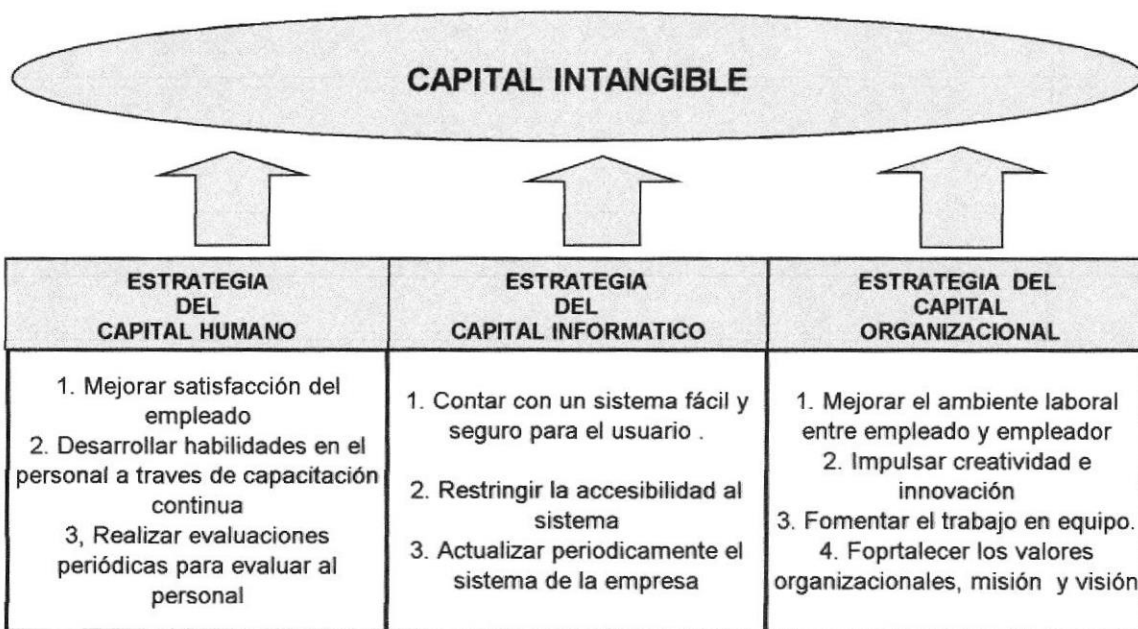 CAPITAL INTANGIBLE
ESTRATEGIA
DEL
CAPITAL HUMANO
1. Mejorar satisfacción del
empleado
2. Desarrollar habilidades en el
personal a traves de capacitación
continua
3, Realizar evaluaciones
periódicas para evaluar al
personal
ESTRATEGIA
DEL
CAPITAL INFORMATICO
1. Contar con un sistema fácil y
seguro para el usuario .
2. Restringir la accesibilidad al
sistema
3. Actualizar periodicamente el
sistema de la empresa
ESTRATEGIA DEL
CAPITAL
ORGANIZACIONAL
1. Mejorar el ambiente laboral
entre empleado y empleador
2. Impulsar creatividad e
innovación
3. Fomentar el trabajo en equipo.
4. Foprtalecer los valores
organizacionales, misión y visión